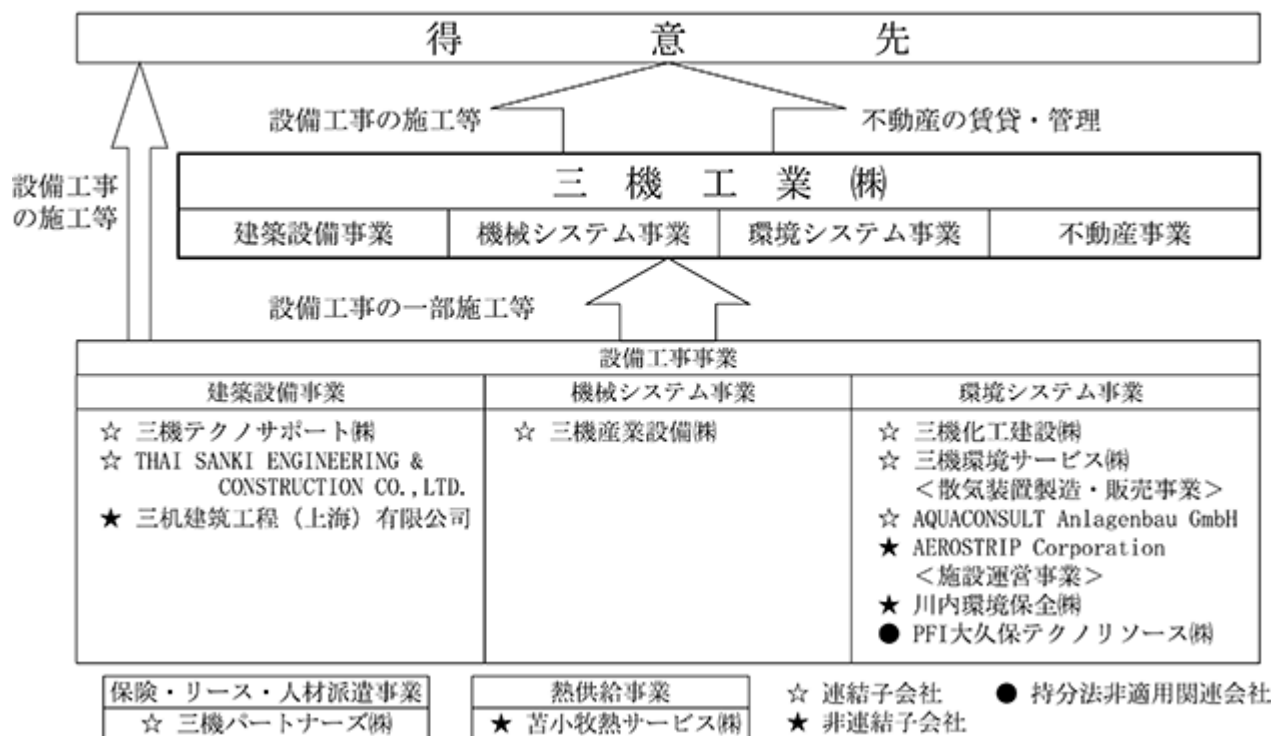 得意先
設備工事の施工等
不動産の賃貸・管理
設備工事
の施工等
三機工業㈱
建築設備事業
機械システム事業
環境システム事業
不動産事業
設備工事の一部施工等
設備工事事業
建築設備事業
☆ 三機テクノサポート㈱
☆ THAI SANKI ENGINEERING &
CONSTRUCTION CO.,LTD.
★ 三机建筑工程（上海）有限公司
機械システム事業
☆ 三機産業設備㈱
環境システム事業
☆ 三機化工建設㈱
☆ 三機環境サービス㈱
＜散気装置製造・販売事業＞
☆ AQUACONSULT Anlagenbau GmbH
★ AEROSTRIP Corporation
＜施設運営事業＞
★ 川内環境保全㈱
● PFI大久保テクノリソース㈱
保険・リース・人材派遣事業
☆ 三機パートナーズ㈱
熱供給事業
★ 苫小牧熱サービス㈱
☆ 連結子会社
● 持分法非適用関連会社
★ 非連結子会社